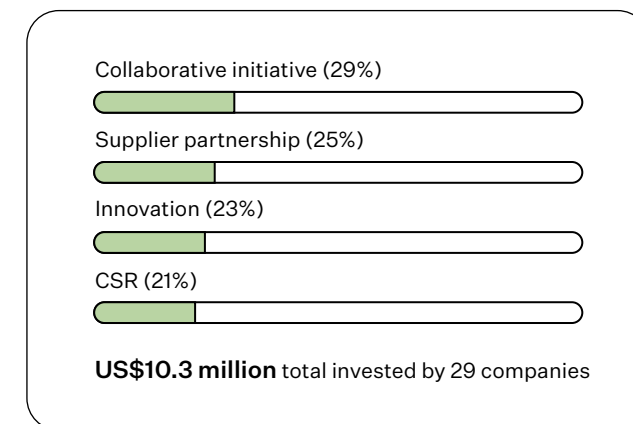 Collaborative initiative (29%)
Supplier partnership (25%)
Innovation (23%)
CSR (21%)
US$10.3 million total invested by 29 companies